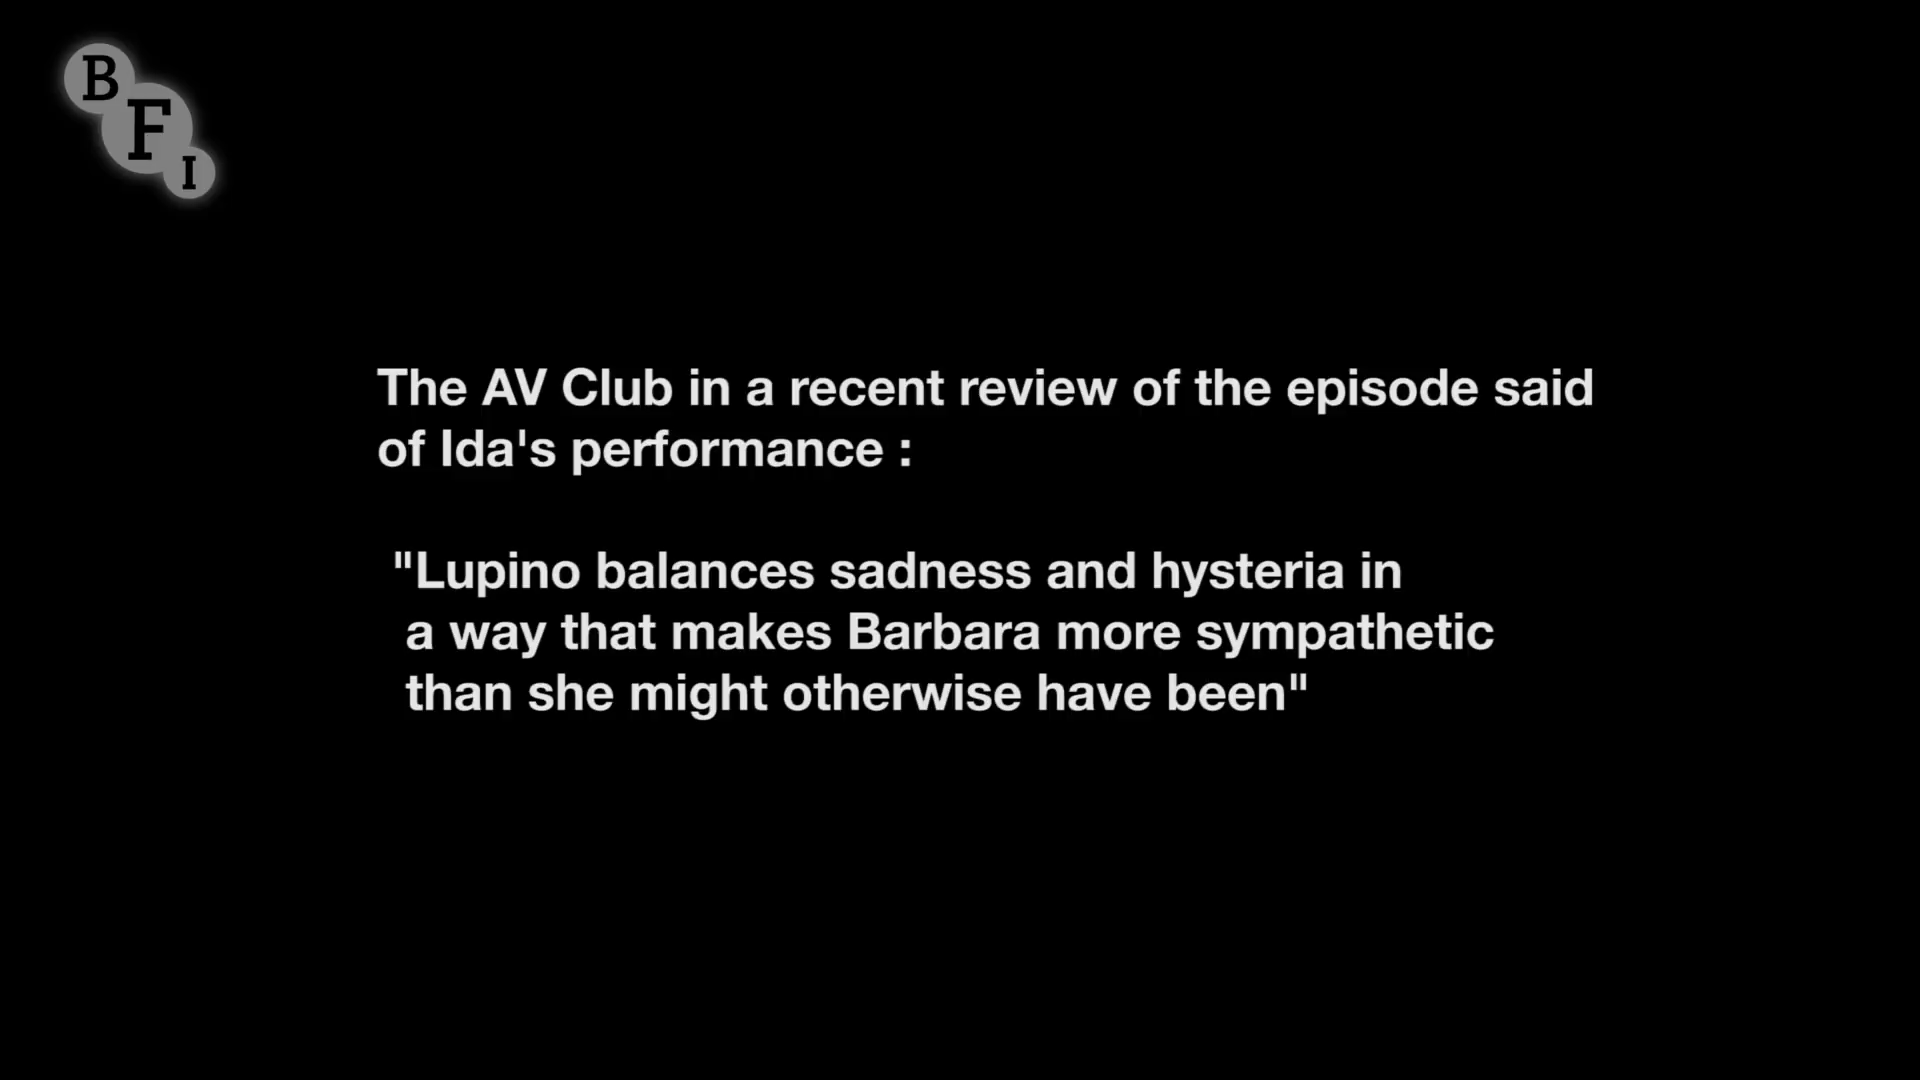 BFI
The AV Club in a recent review of the episode said
of Ida's performance :
"Lupino balances sadness and hysteria in
a way that makes Barbara more sympathetic
than she might otherwise have been"